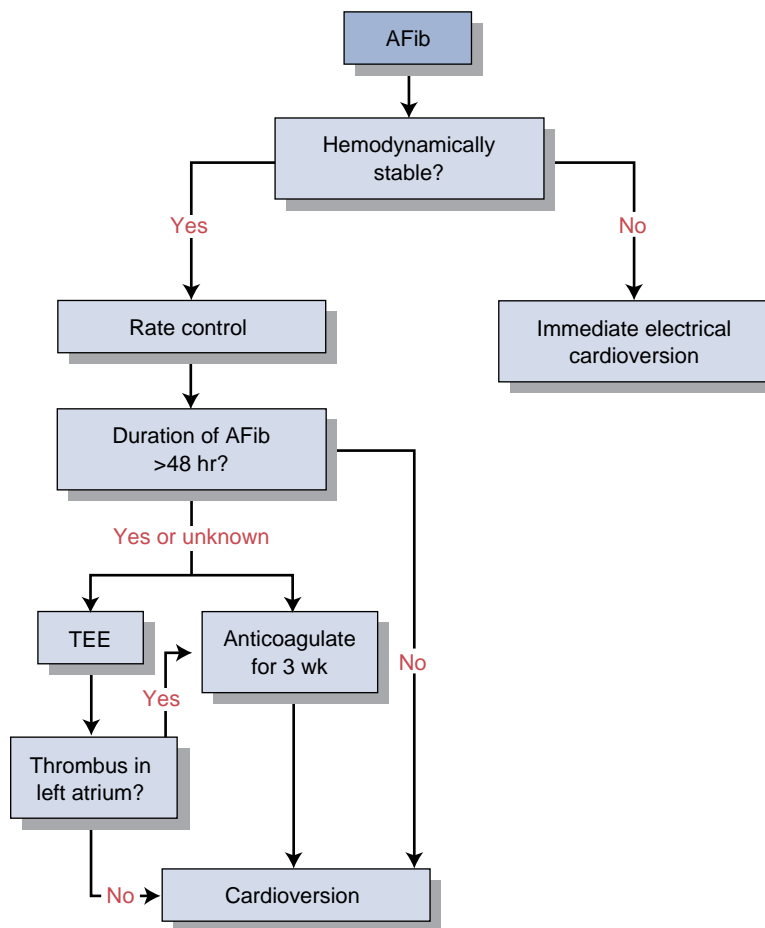 AFib
Hemodynamically
stable?
Yes
No
Rate control
Immediate electrical
cardioversion
Duration of AFib
>48 hr?
Yes or unknown
TEE
Anticoagulate
for 3 wk
No
Yes
Thrombus in
left atrium?
No
Cardioversion